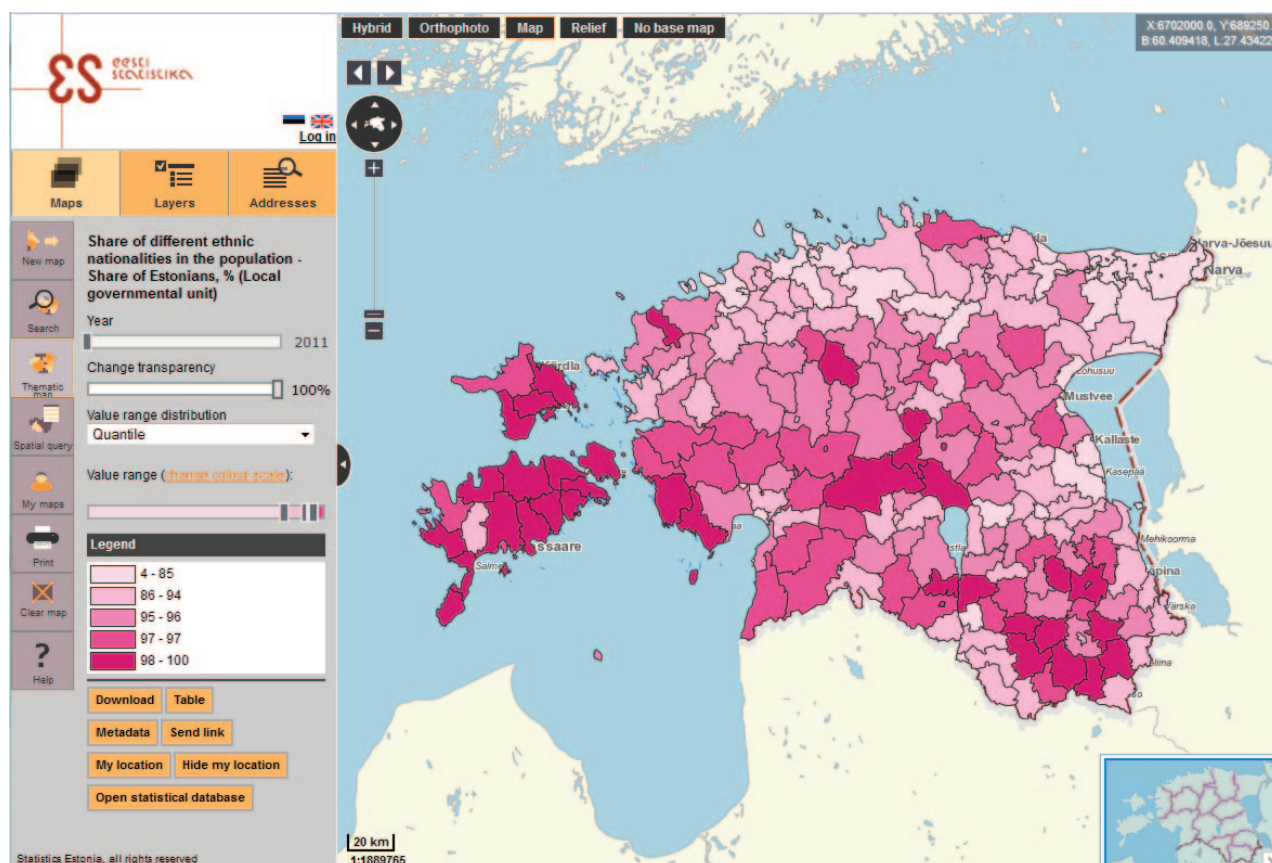 eesti
statistika
Log in
Maps
Layers
Addresses
New map
Search
Thematic map
Spatial query
My maps
Print
Clear map
?
Help
Share of different ethnic
nationalities in the population -
Share of Estonians, % (Local
governmental unit)
Year
2011
Change transparency
100%
Value range distribution
Quantile
Value range (change colour scale):
Legend
4 - 85
86 - 94
95 - 96
97 - 97
98 - 100
Download
Table
Metadata
Send link
My location
Hide my location
Open statistical database
Statistics Estonia, all rights reserved
Hybrid
Orthophoto
Map
Relief
No base map
X:6702000.0, Y:689250.
B:60.409418, L:27.43422
Narva
Lohusuu
Mustvee
Kallaste
Kasepää
Mehikoorma
Värska
Salme
20 km
1:1889765